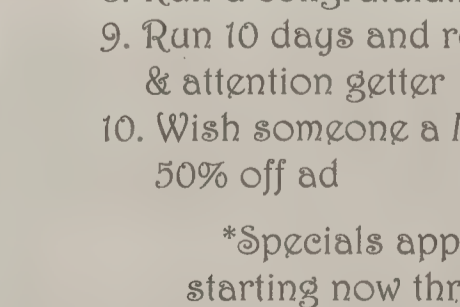 9. Run 10 days and
& attention getter
10. Wish someone a
50% off ad
*Specials app
starting now thr